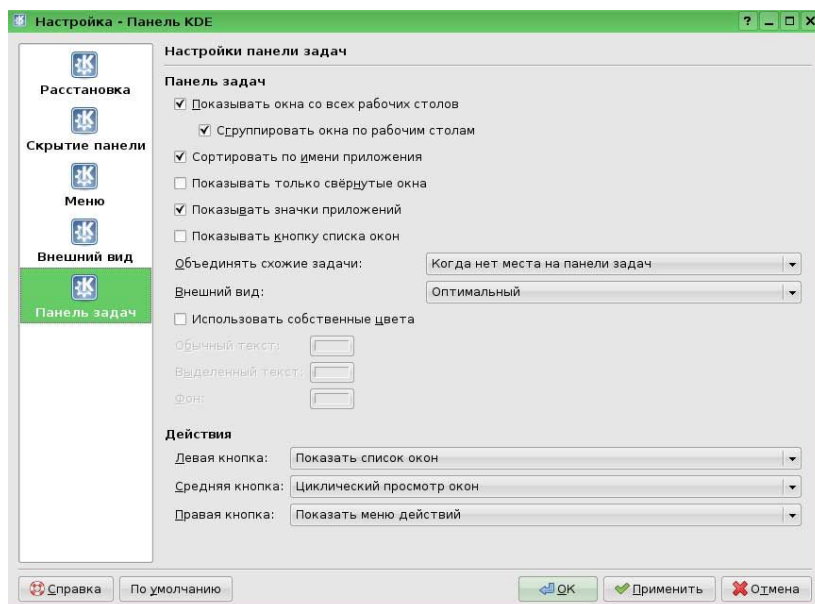 Настройка - Панель KDE
Расстановка
Скрытие панели
Меню
Внешний вид
Панель задач
Настройки панели задач
Панель задач
Показывать окна со всех рабочих столов
Сгруппировать окна по рабочим столам
Сортировать по имени приложения
Показывать только свёрнутые окна
Показывать значки приложений
Показывать кнопку списка окон
Объединять схожие задачи: Когда нет места на панели задач
Внешний вид: Оптимальный
Использовать собственные цвета
Обычный текст:
Выделенный текст:
Фон:
Действия
Левая кнопка: Показать список окон
Средняя кнопка: Циклический просмотр окон
Правая кнопка: Показать меню действий
Справка По умолчанию OK Применить Отмена